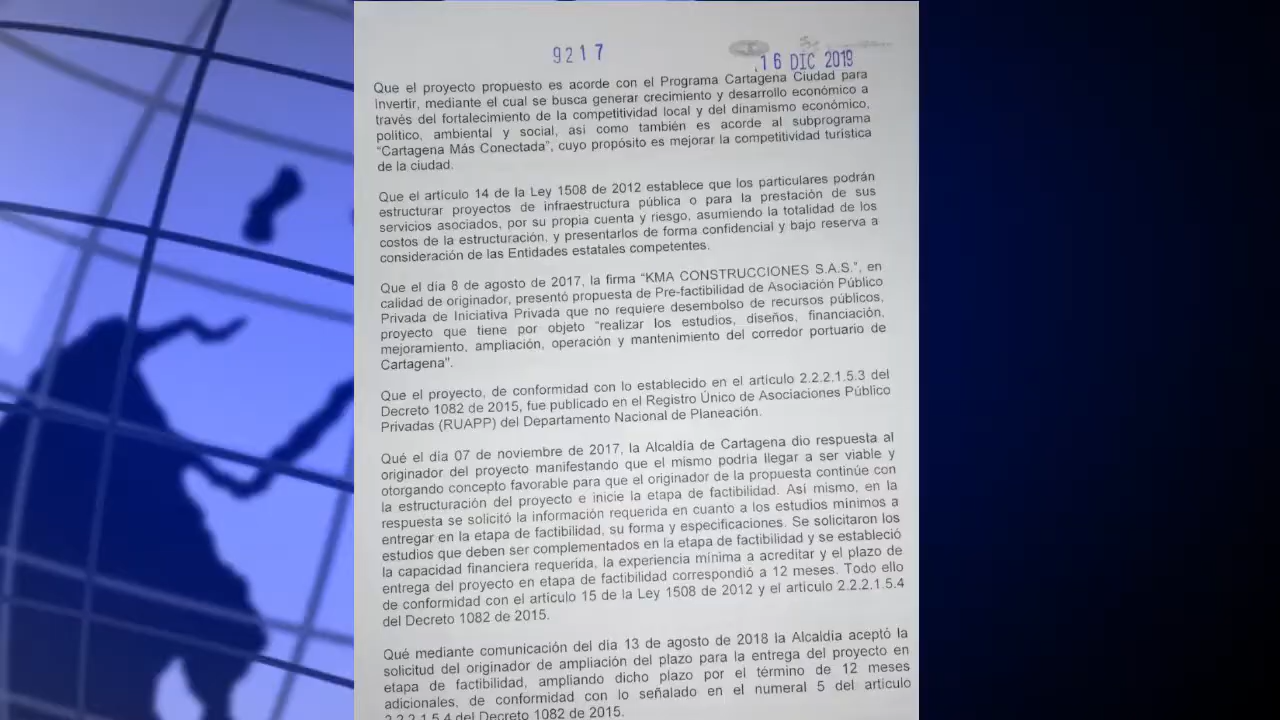 9217
16 DIC 2019
Que el proyecto propuesto es acorde con el Programa Cartagena Ciudad para
Invertir, mediante el cual se busca generar crecimiento y desarrollo económico a
través del fortalecimiento de la competitividad local y del dinamismo económico,
político, ambiental y social, así como también es acorde al subprograma
“Cartagena Más Conectada”, cuyo propósito es mejorar la competitividad turística
de la ciudad.
Que el artículo 14 de la Ley 1508 de 2012 establece que los particulares podrán
estructurar proyectos de infraestructura pública o para la prestación de sus
servicios asociados, por su propia cuenta y riesgo, asumiendo la totalidad de los
costos de la estructuración, y presentarlos de forma confidencial y bajo reserva a
consideración de las Entidades estatales competentes.
Que el día 8 de agosto de 2017, la firma “KMA CONSTRUCCIONES S.A.S.”, en
calidad de originador, presentó propuesta de Pre-factibilidad de Asociación Público
Privada de Iniciativa Privada que no requiere desembolso de recursos públicos,
proyecto que tiene por objeto “realizar los estudios, diseños, financiación,
mejoramiento, ampliación, operación y mantenimiento del corredor portuario de
Cartagena”.
Que el proyecto, de conformidad con lo establecido en el artículo 2.2.2.1.5.3 del
Decreto 1082 de 2015, fue publicado en el Registro Único de Asociaciones Público
Privadas (RUAPP) del Departamento Nacional de Planeación.
Qué el día 07 de noviembre de 2017, la Alcaldía de Cartagena dio respuesta al
originador del proyecto manifestando que el mismo podría llegar a ser viable y
otorgando concepto favorable para que el originador de la propuesta continúe con
la estructuración del proyecto e inicie la etapa de factibilidad. Así mismo, en la
respuesta se solicitó la información requerida en cuanto a los estudios mínimos a
entregar en la etapa de factibilidad, su forma y especificaciones. Se solicitaron los
estudios que deben ser complementados en la etapa de factibilidad y se estableció
la capacidad financiera requerida, la experiencia mínima a acreditar y el plazo de
entrega del proyecto en etapa de factibilidad correspondió a 12 meses. Todo ello
de conformidad con el artículo 15 de la Ley 1508 de 2012 y el artículo 2.2.2.1.5.4
del Decreto 1082 de 2015.
Qué mediante comunicación del día 13 de agosto de 2018 la Alcaldía aceptó la
solicitud del originador de ampliación del plazo para la entrega del proyecto en
etapa de factibilidad, ampliando dicho plazo por el término de 12 meses
adicionales, de conformidad con lo señalado en el numeral 5 del artículo
2.2.2.1.5.4 del Decreto 1082 de 2015.